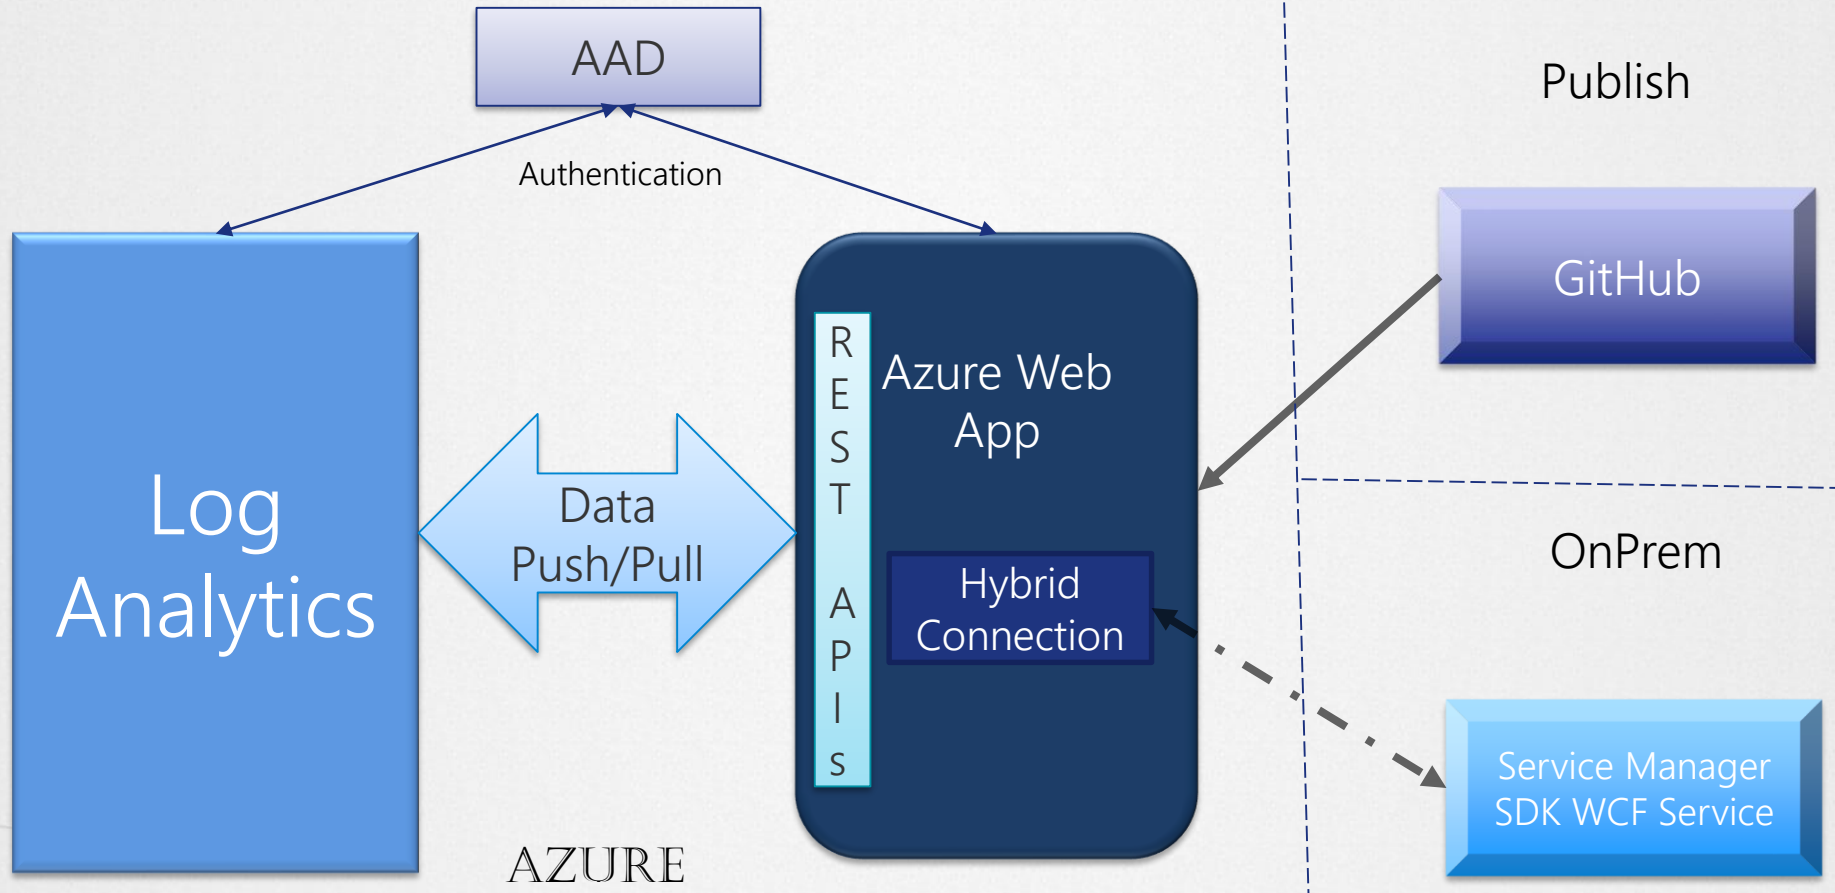 AAD
Publish
Authentication
GitHub
R
E
S
T
A
P
I
s
Azure Web
App
Log
Analytics
Data
Push/Pull
OnPrem
Hybrid
Connection
Service Manager
SDK WCF Service
AZURE